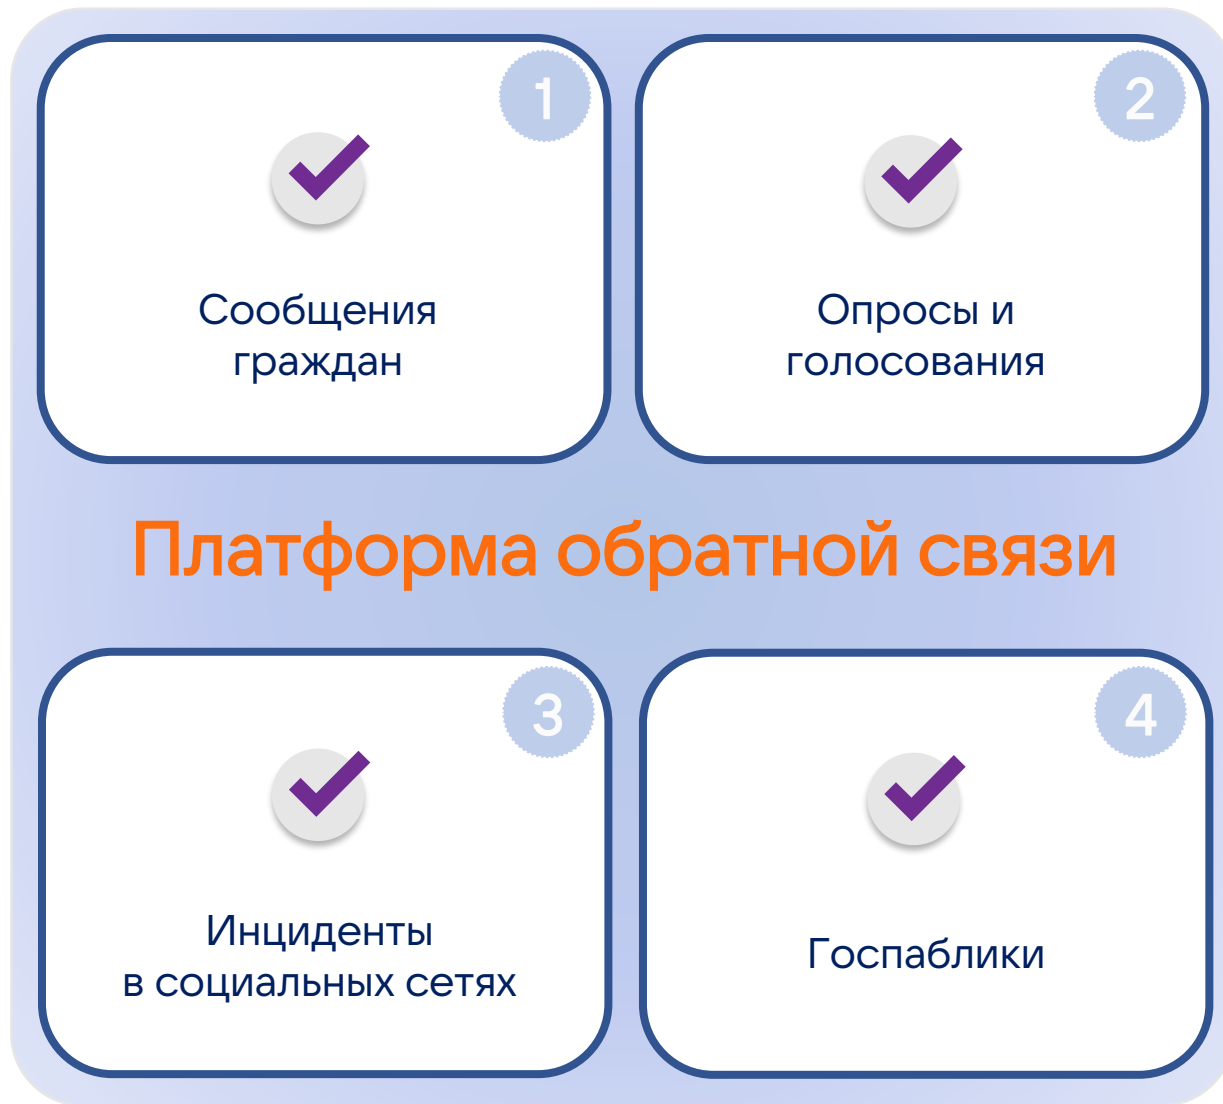 1
Сообщения
граждан
2
Опросы и
голосования
Платформа обратной связи
3
Инциденты
в социальных сетях
4
Госпаблики